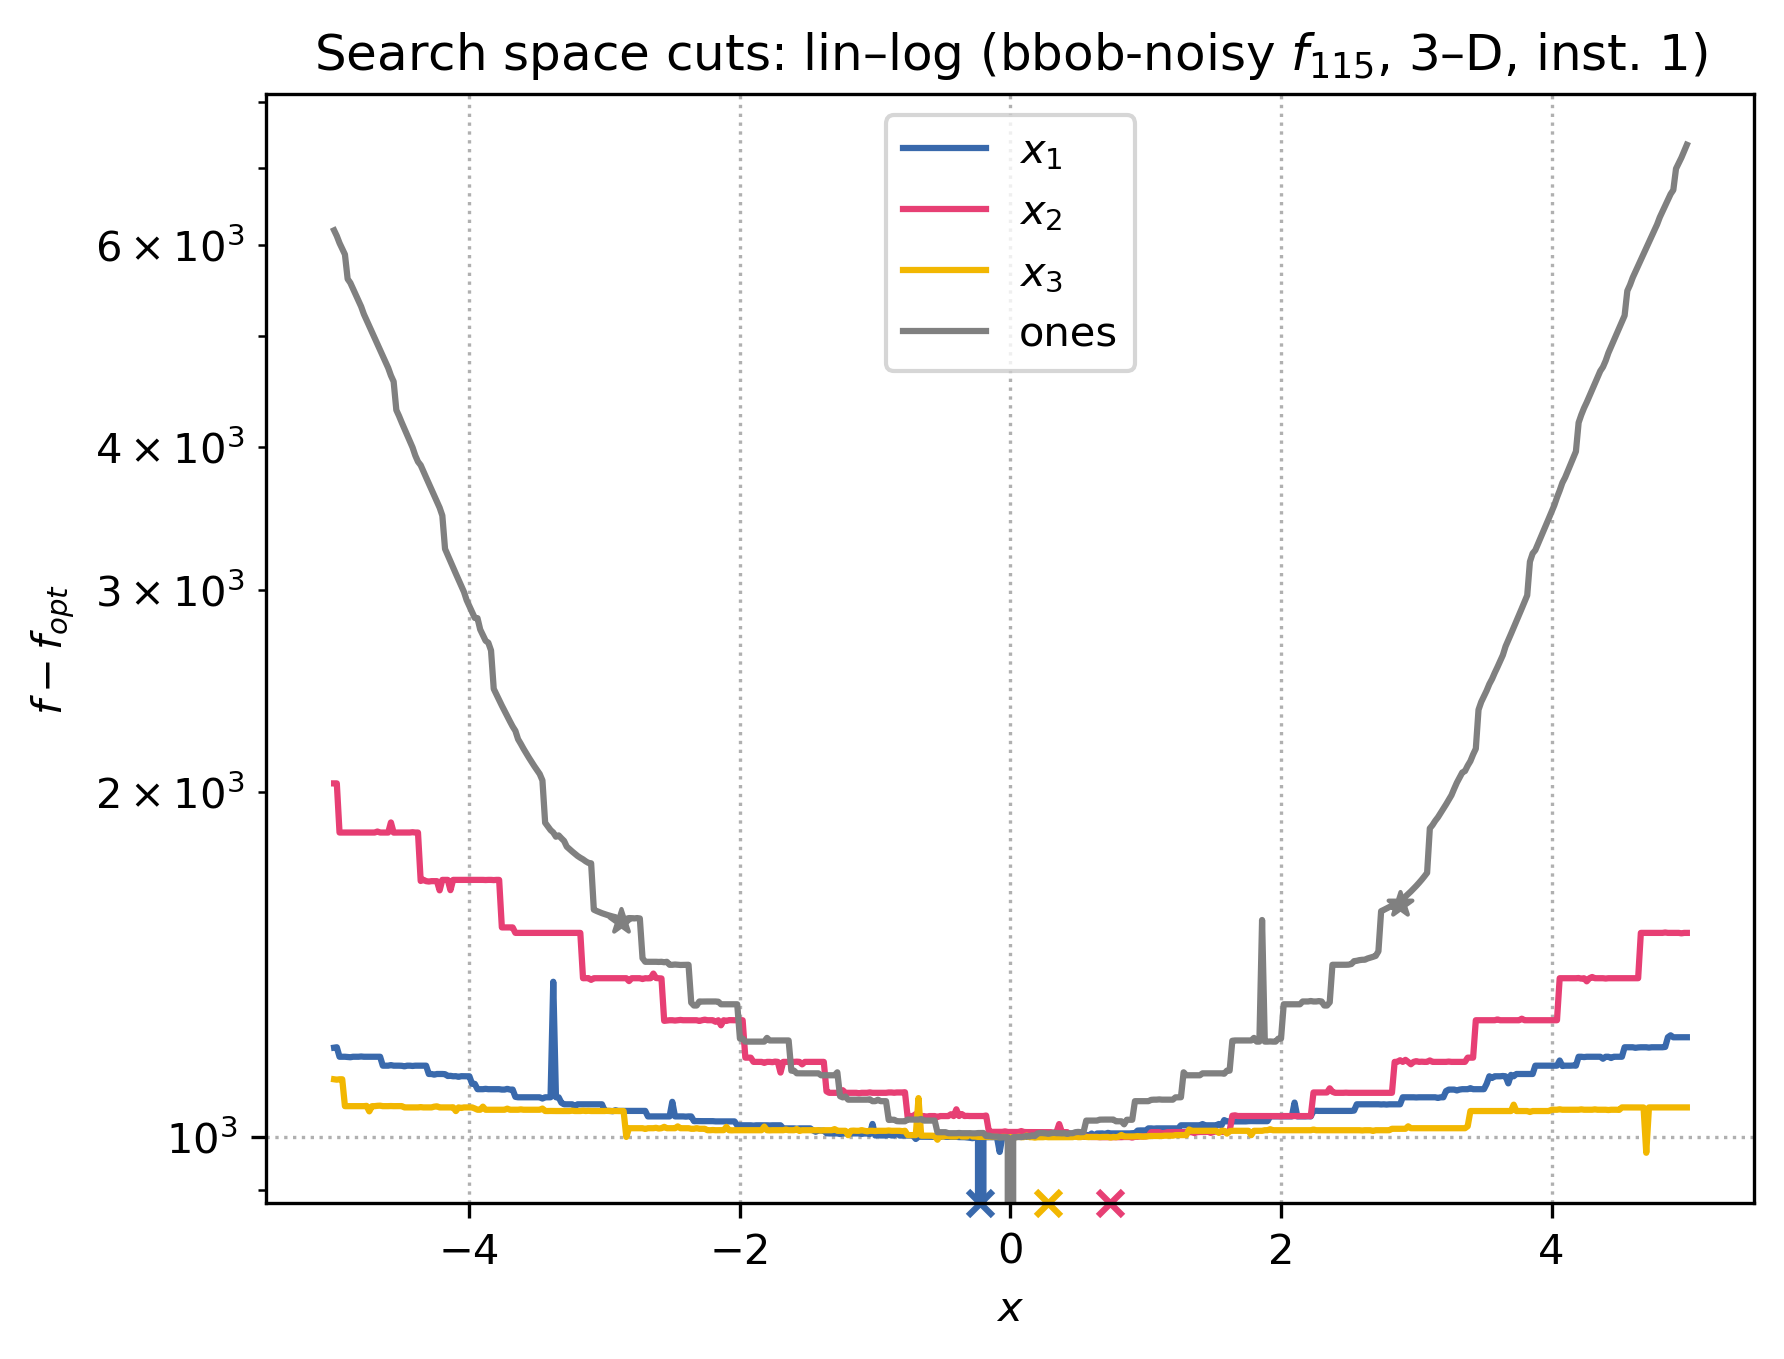 Search space cuts: lin–log (bbob-noisy f₁₁₅, 3–D, inst. 1)
x₁
x₂
x₃
ones
6 × 10³
4 × 10³
3 × 10³
2 × 10³
10³
f − f_opt
−4 −2 0 2 4
x